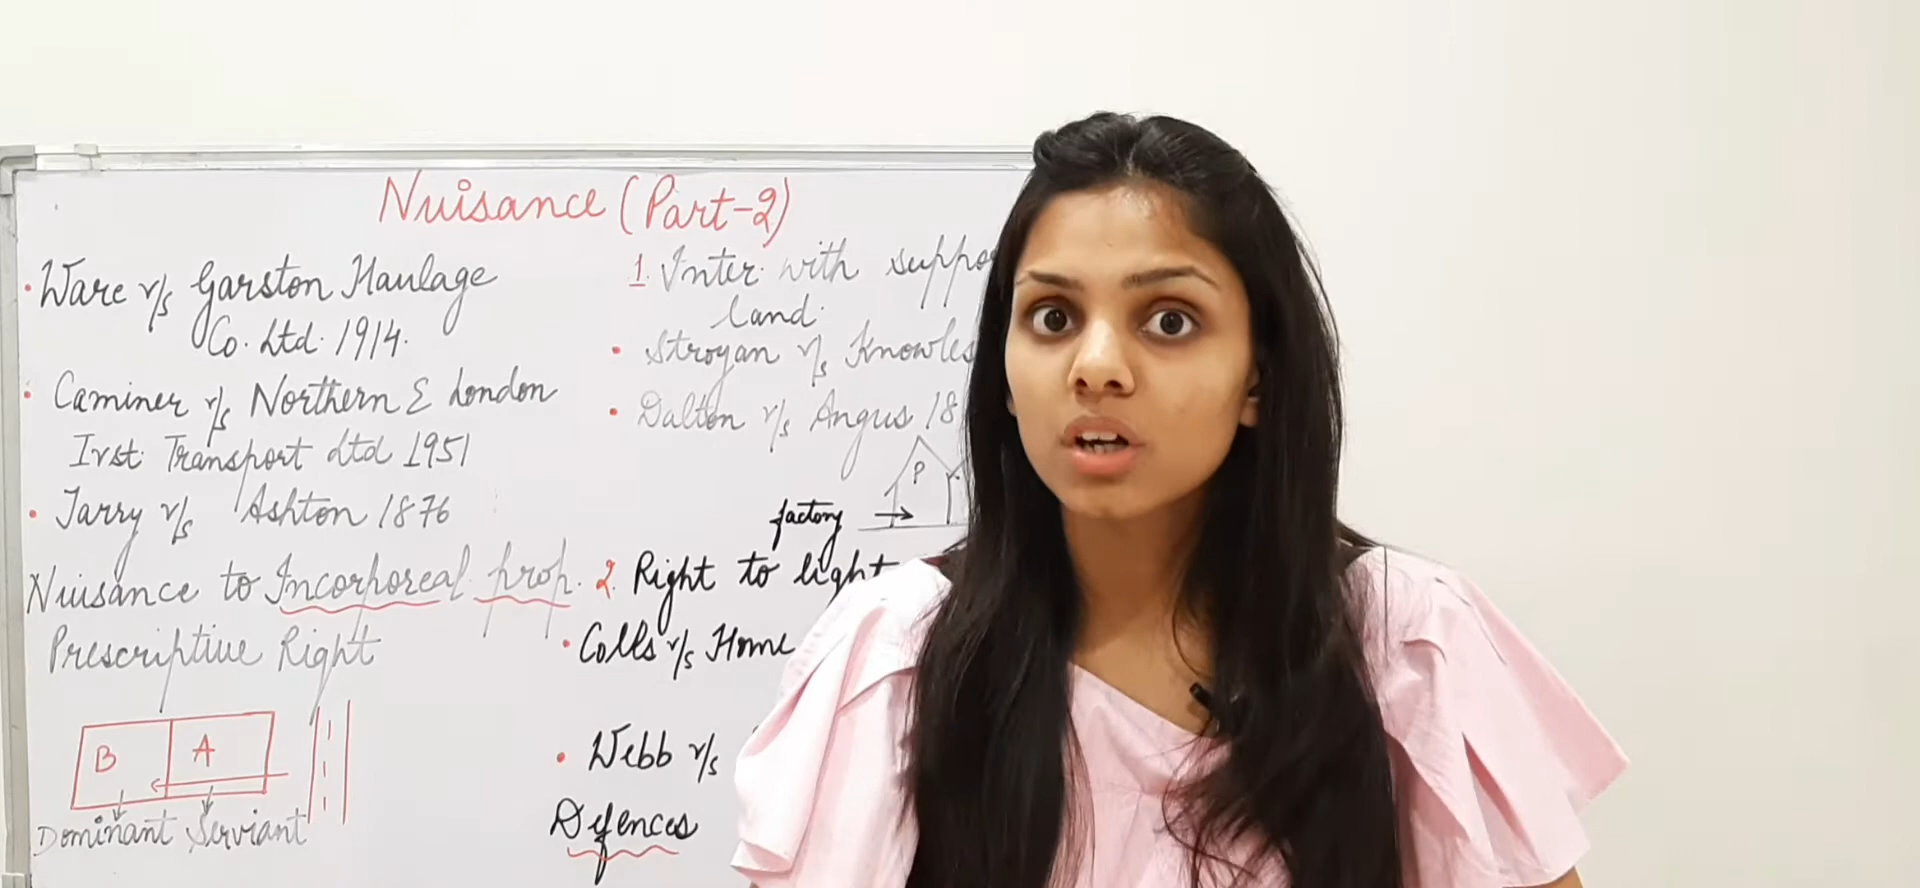 Nuisance (Part-2)
• Ware v/s Garston Haulage
Co. Ltd. 1914.
• Caminer v/s Northern & London
Ivst. Transport Ltd 1951
• Tarry v/s Ashton 1876
Nuisance to Incorporeal prop.
Prescriptive Right
B A
Dominant Serviant
1. Inter. with suppo
land.
• Stroyan v/s Knowles
• Dalton v/s Angus 18
P
factory
2. Right to light
• Colls v/s Home
• Webb v/s
Defences